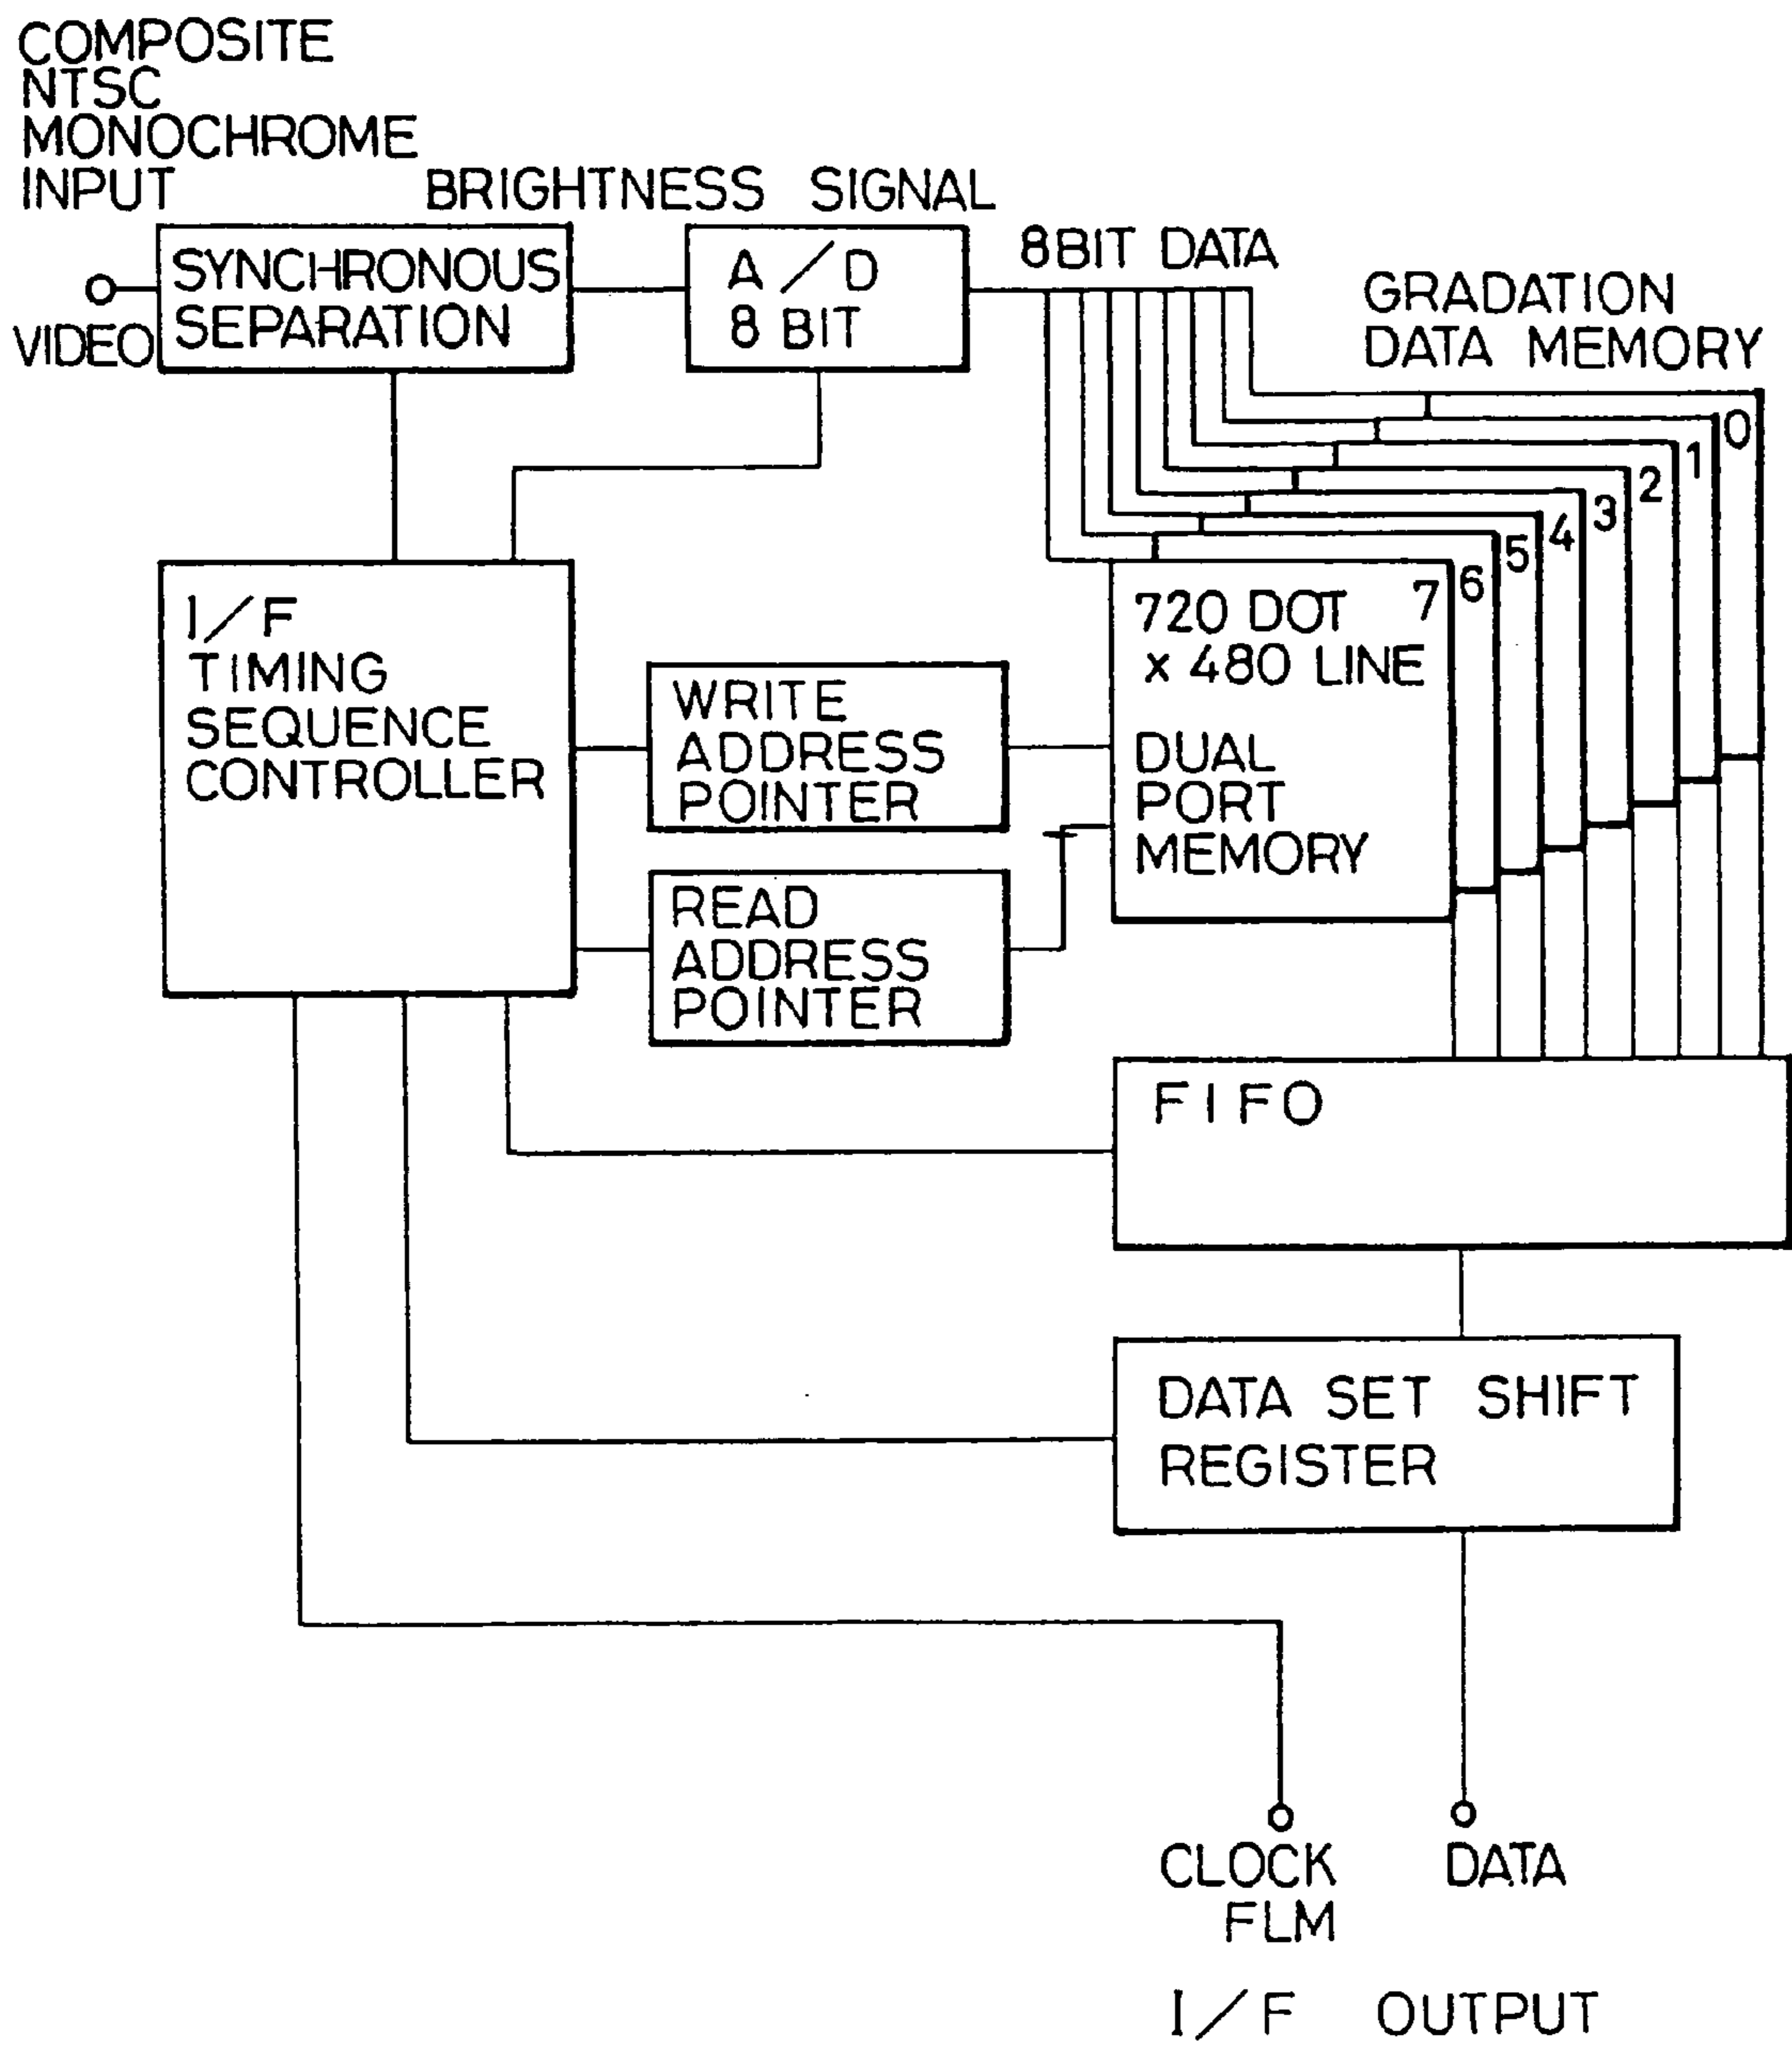 COMPOSITE
NTSC
MONOCHROME
INPUT
BRIGHTNESS SIGNAL
VIDEO
SYNCHRONOUS
SEPARATION
A/D
8 BIT
8BIT DATA
GRADATION
DATA MEMORY
0
1
2
3
4
5
6
7
720 DOT
x 480 LINE
DUAL
PORT
MEMORY
I/F
TIMING
SEQUENCE
CONTROLLER
WRITE
ADDRESS
POINTER
READ
ADDRESS
POINTER
FIFO
DATA SET SHIFT
REGISTER
CLOCK
FLM
DATA
I/F OUTPUT